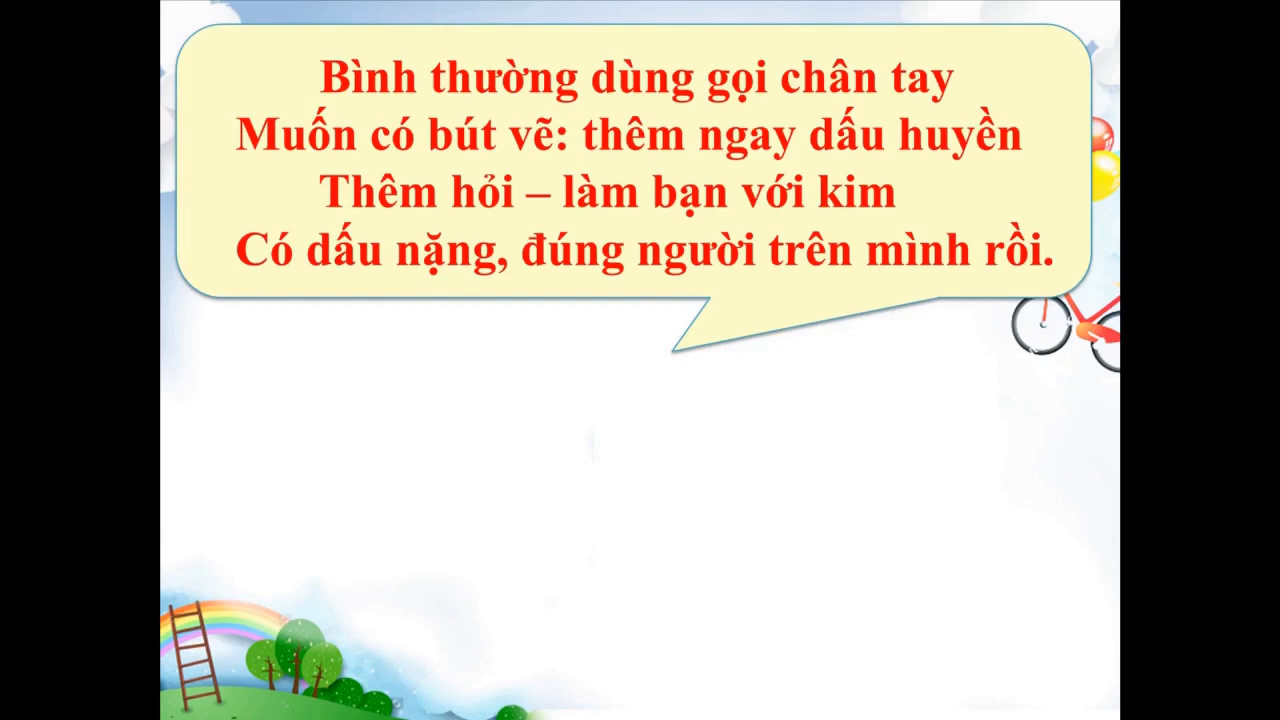 Bình thường dùng gọi chân tay
Muốn có bút vẽ: thêm ngay dấu huyền
Thêm hỏi – làm bạn với kim
Có dấu nặng, đúng người trên mình rồi.